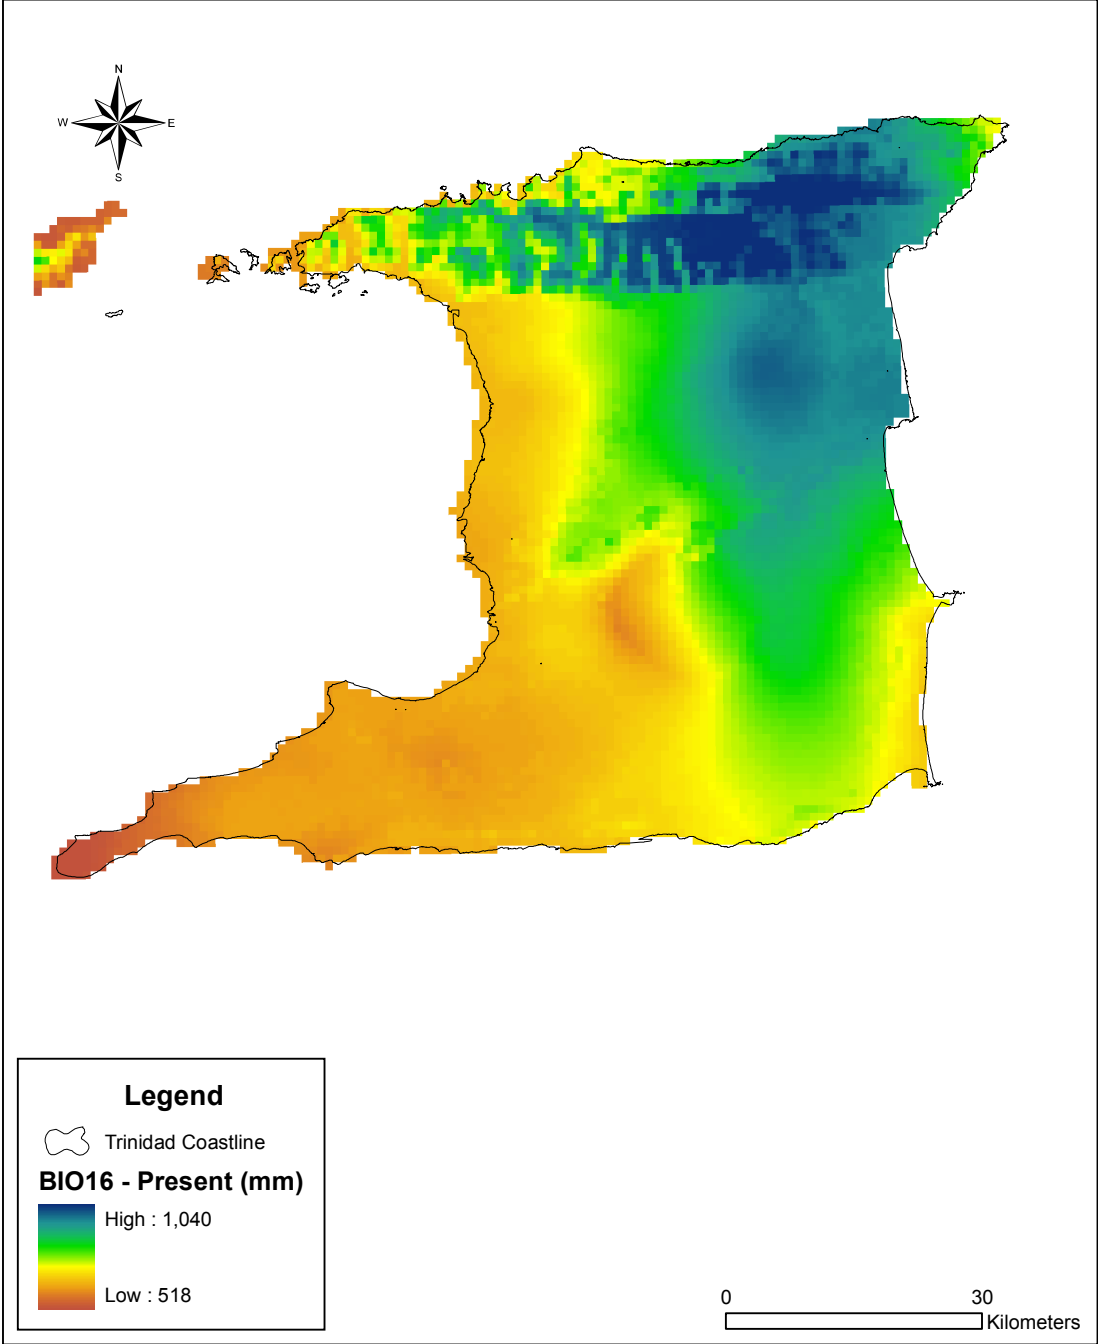 N
W E
S
Legend
Trinidad Coastline
BIO16 - Present (mm)
High : 1,040
Low : 518
0 30
Kilometers